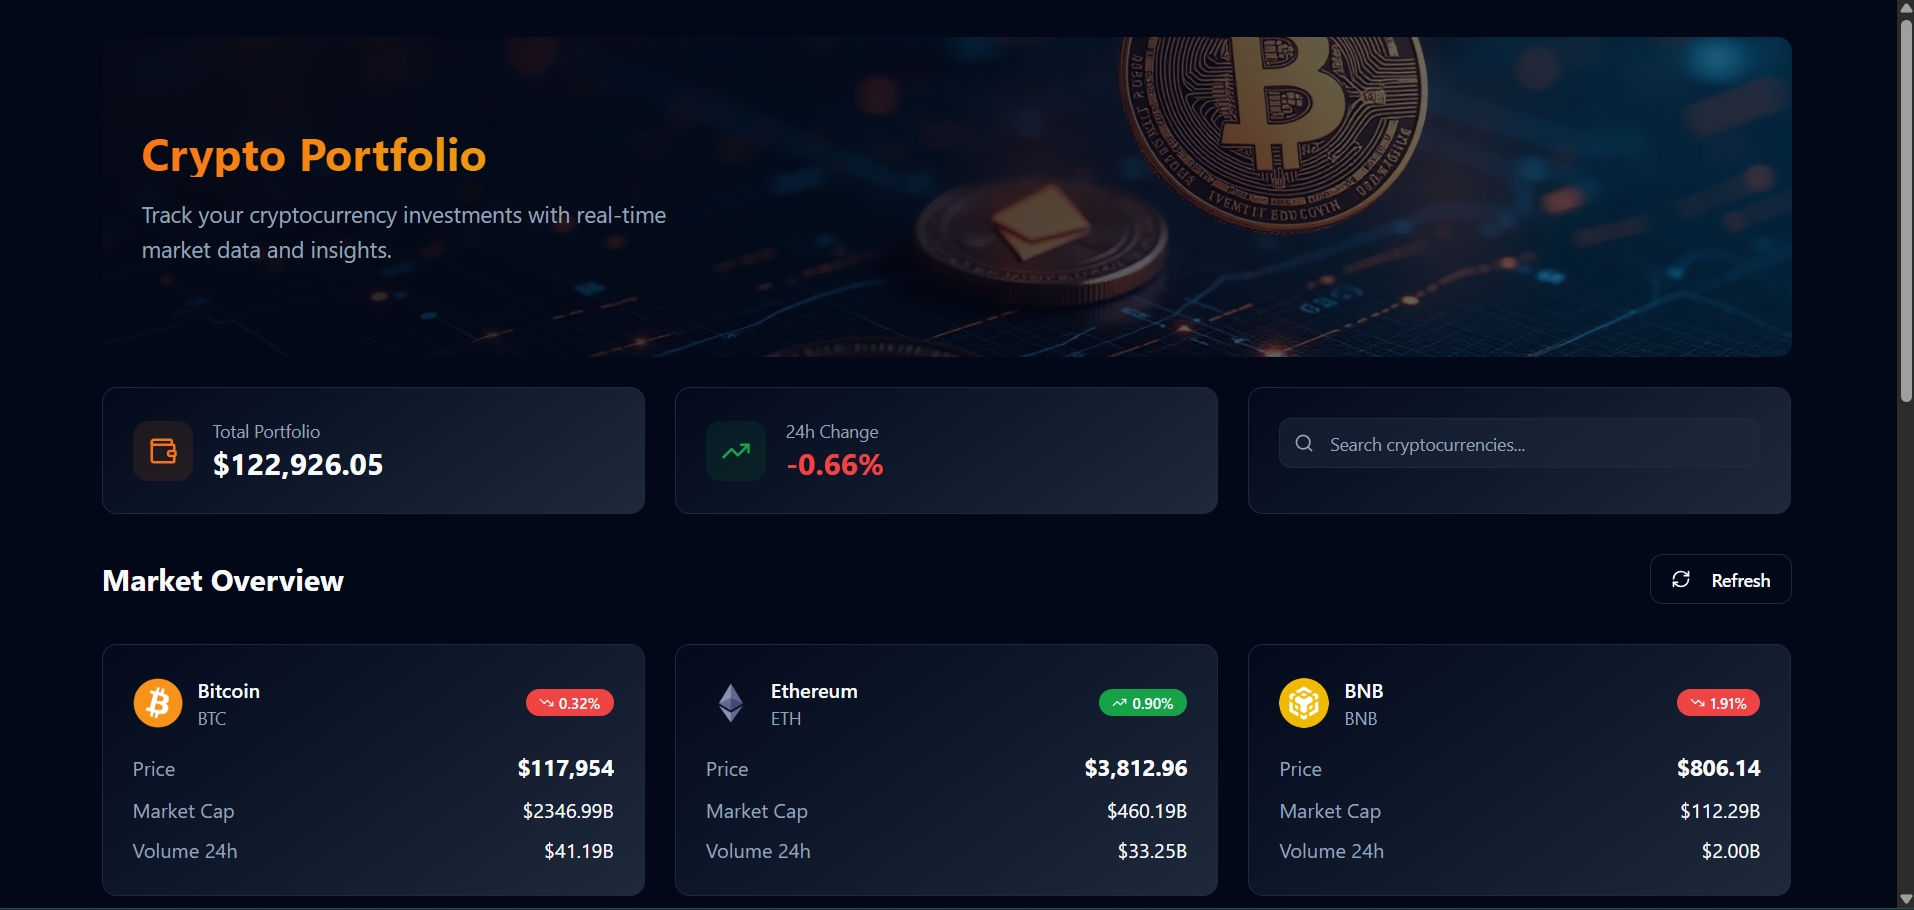 Crypto Portfolio
Track your cryptocurrency investments with real-time
market data and insights.
Total Portfolio
$122,926.05
24h Change
-0.66%
Search cryptocurrencies...
Market Overview
Refresh
Bitcoin
BTC
0.32%
Price
$117,954
Market Cap
$2346.99B
Volume 24h
$41.19B
Ethereum
ETH
0.90%
Price
$3,812.96
Market Cap
$460.19B
Volume 24h
$33.25B
BNB
BNB
1.91%
Price
$806.14
Market Cap
$112.29B
Volume 24h
$2.00B